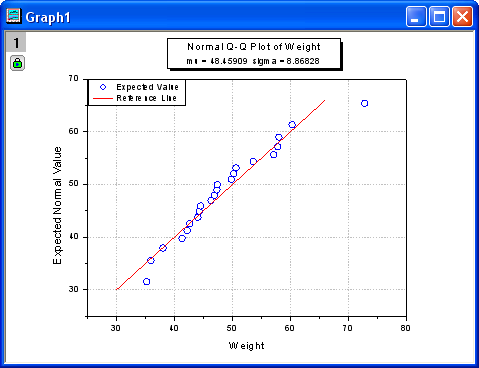 Graph1
1
Normal Q-Q Plot of Weight
mu = 48.45909 sigma = 8.86828
Expected Value
Reference Line
70
60
50
40
30
Expected Normal Value
30 40 50 60 70 80
Weight